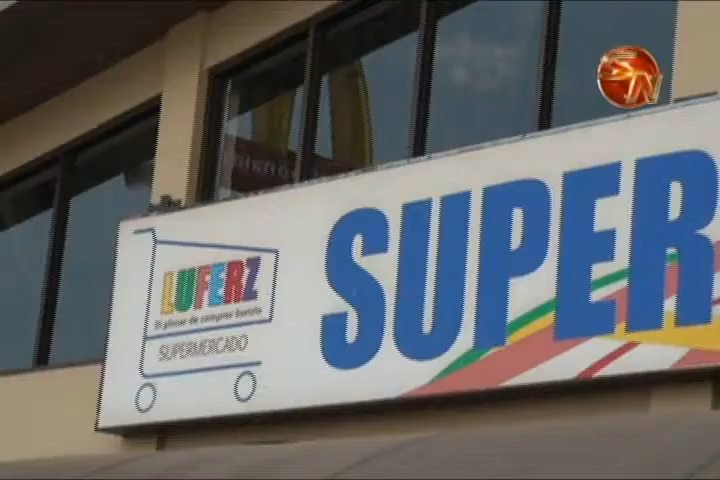 LUFERZ
El placer de comprar barato
SUPERMERCADO
SUPER